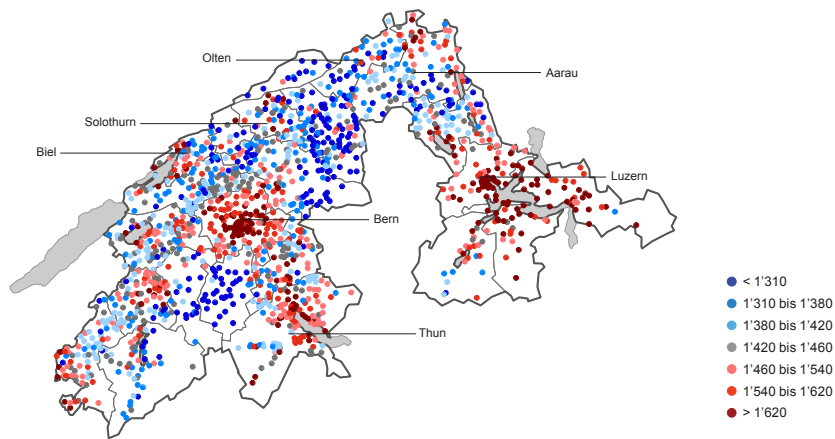 Olten
Aarau
Solothurn
Biel
Luzern
Bern
Thun
< 1'310
1'310 bis 1'380
1'380 bis 1'420
1'420 bis 1'460
1'460 bis 1'540
1'540 bis 1'620
> 1'620